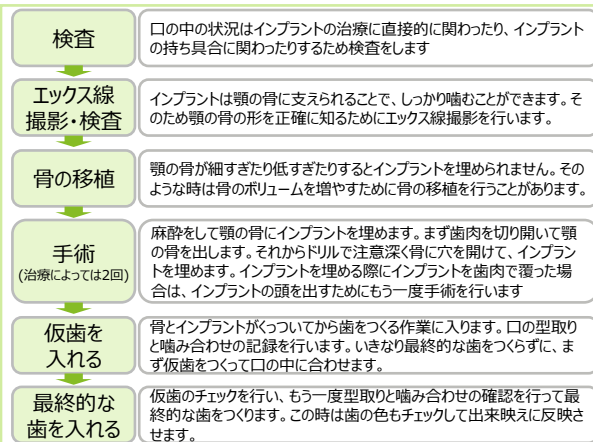 検査
口の中の状況はインプラントの治療に直接的に関わったり、インプラント
の持ち具合に関わったりするため検査をします
エックス線
撮影・検査
インプラントは顎の骨に支えられることで、しっかり噛むことができます。そ
のため顎の骨の形を正確に知るためにエックス線撮影を行います。
骨の移植
顎の骨が細すぎたり低すぎたりするとインプラントを埋められません。その
ような時は骨のボリュームを増やすために骨の移植を行うことがあります。
手術
(治療によっては2回)
麻酔をして顎の骨にインプラントを埋めます。まず歯肉を切り開いて顎
の骨を出します。それからドリルで注意深く骨に穴を開けて、インプラン
トを埋めます。インプラントを埋める際にインプラントを歯肉で覆った場
合は、インプラントの頭を出すためにもう一度手術を行います
仮歯を
入れる
骨とインプラントがくっついてから歯をつくる作業に入ります。口の型取り
と噛み合わせの記録を行います。いきなり最終的な歯をつくらずに、ま
ず仮歯をつくって口の中に合わせます。
最終的な
歯を入れる
仮歯のチェックを行い、もう一度型取りと噛み合わせの確認を行って最
終的な歯をつくります。この時は歯の色もチェックして出来映えに反映さ
せます。